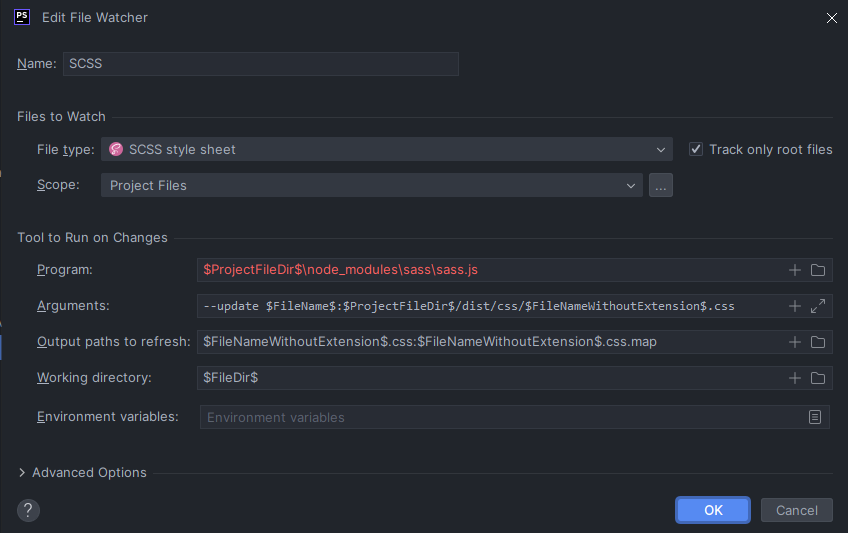 PS Edit File Watcher
Name: SCSS
Files to Watch
File type: SCSS style sheet Track only root files
Scope: Project Files ...
Tool to Run on Changes
Program: $ProjectFileDir$\node_modules\sass\sass.js
Arguments: --update $FileName$:$ProjectFileDir$/dist/css/$FileNameWithoutExtension$.css
Output paths to refresh: $FileNameWithoutExtension$.css:$FileNameWithoutExtension$.css.map
Working directory: $FileDir$
Environment variables: Environment variables
Advanced Options
? OK Cancel